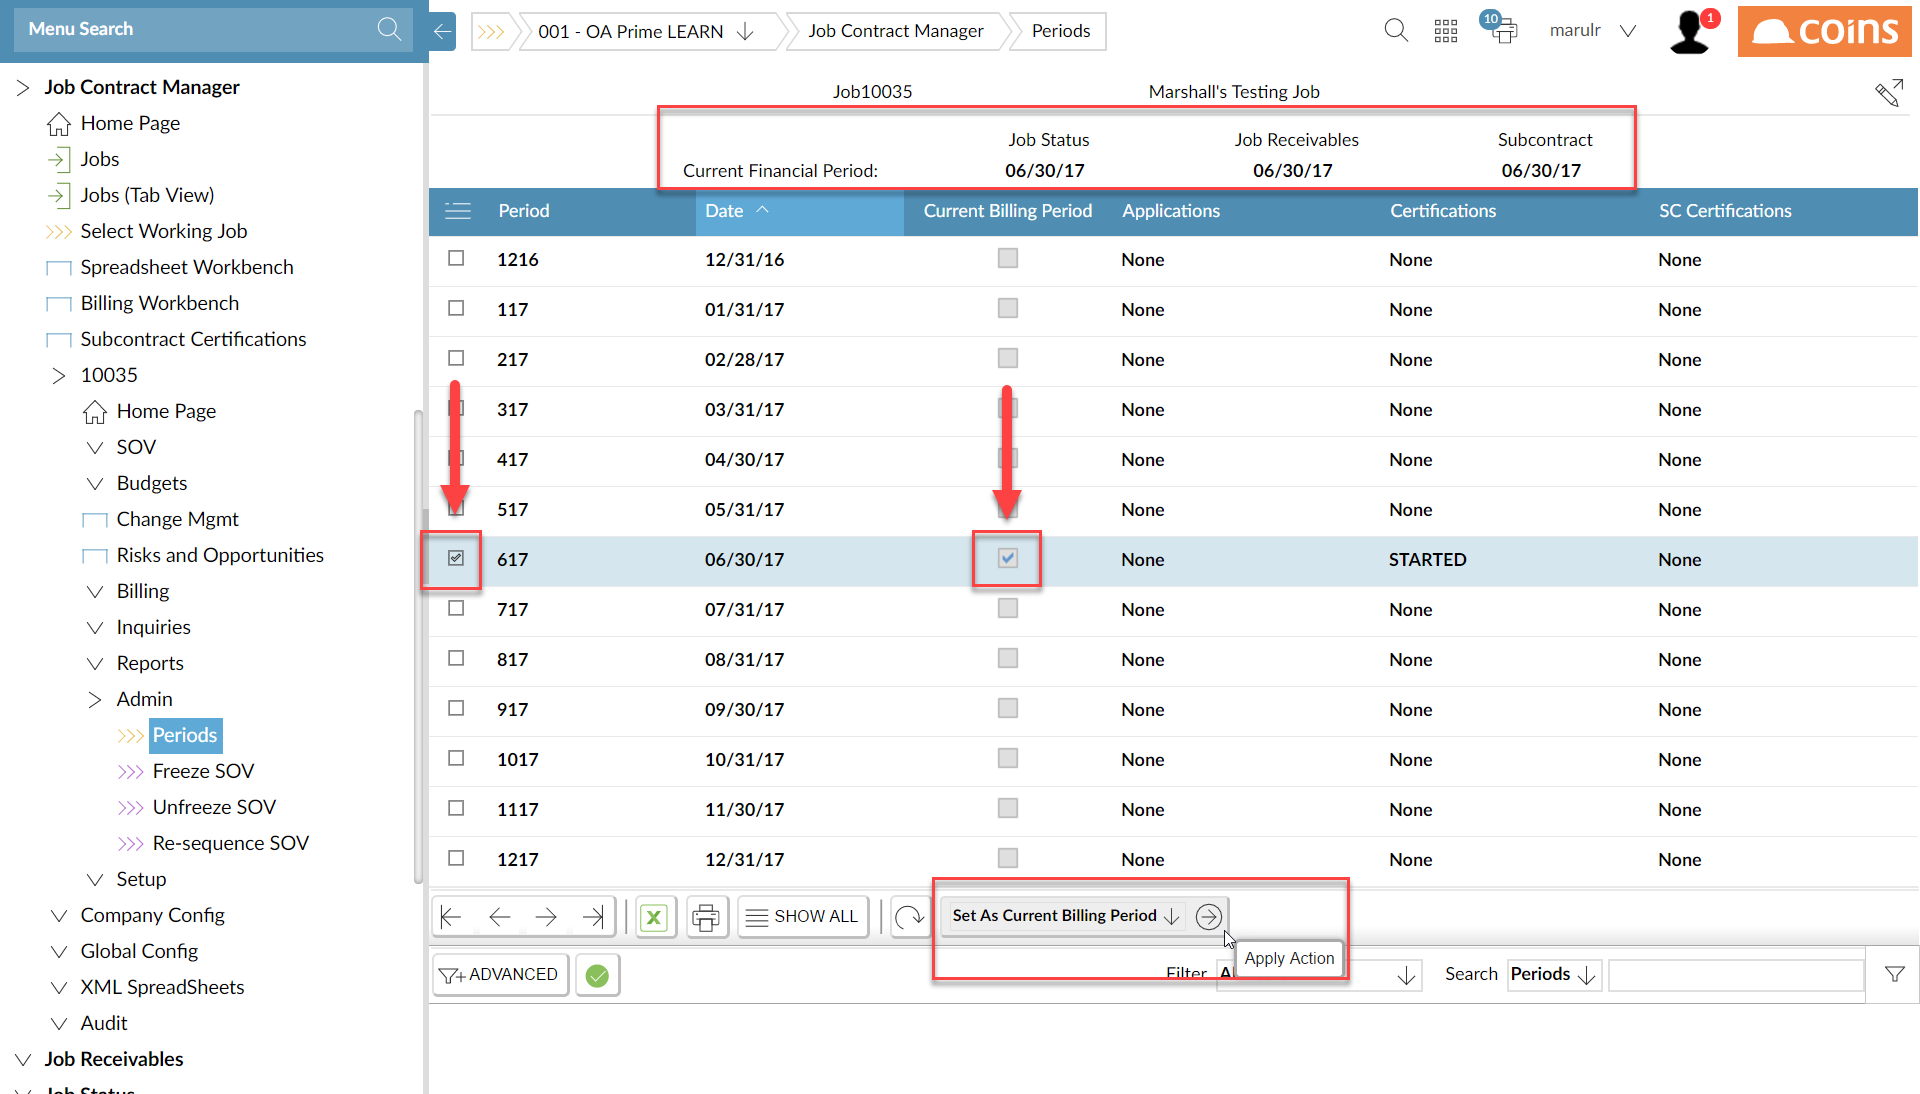 Menu Search
001 - OA Prime LEARN
Job Contract Manager
Periods
10
marulr
1
coins
Job Contract Manager
Home Page
Jobs
Jobs (Tab View)
Select Working Job
Spreadsheet Workbench
Billing Workbench
Subcontract Certifications
10035
Home Page
SOV
Budgets
Change Mgmt
Risks and Opportunities
Billing
Inquiries
Reports
Admin
Periods
Freeze SOV
Unfreeze SOV
Re-sequence SOV
Setup
Company Config
Global Config
XML SpreadSheets
Audit
Job Receivables
Job Status
Job10035 Marshall's Testing Job
Job Status Job Receivables Subcontract
Current Financial Period: 06/30/17 06/30/17 06/30/17
Period Date Current Billing Period Applications Certifications SC Certifications
1216 12/31/16 None None None
117 01/31/17 None None None
217 02/28/17 None None None
317 03/31/17 None None None
417 04/30/17 None None None
517 05/31/17 None None None
617 06/30/17 None STARTED None
717 07/31/17 None None None
817 08/31/17 None None None
917 09/30/17 None None None
1017 10/31/17 None None None
1117 11/30/17 None None None
1217 12/31/17 None None None
SHOW ALL
Set As Current Billing Period
Apply Action
ADVANCED
Filter
Search Periods